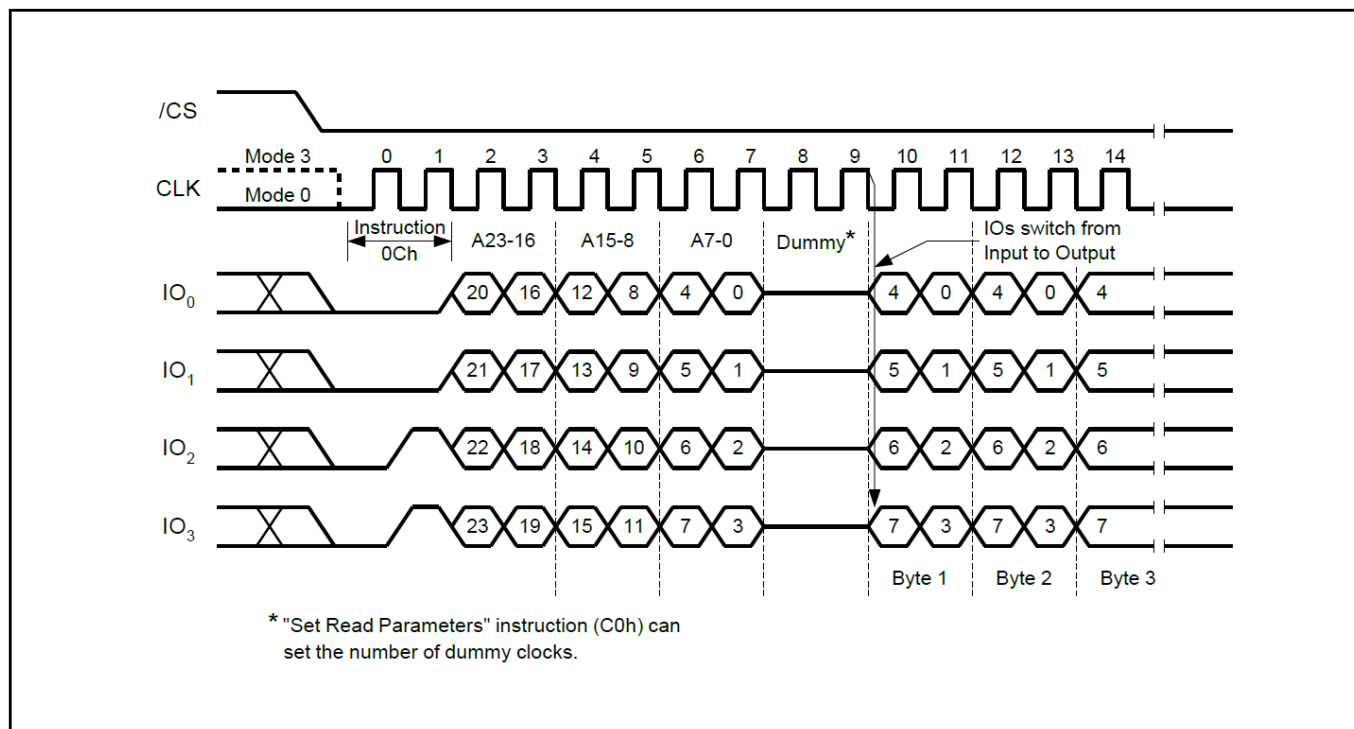 /CS
Mode 3 0 1 2 3 4 5 6 7 8 9 10 11 12 13 14
CLK
Mode 0
Instruction
0Ch
A23-16 A15-8 A7-0 Dummy*
IOs switch from
Input to Output
IO0 20 16 12 8 4 0 4 0 4 0 4
IO1 21 17 13 9 5 1 5 1 5 1 5
IO2 22 18 14 10 6 2 6 2 6 2 6
IO3 23 19 15 11 7 3 7 3 7 3 7
Byte 1 Byte 2 Byte 3
* "Set Read Parameters" instruction (C0h) can
set the number of dummy clocks.